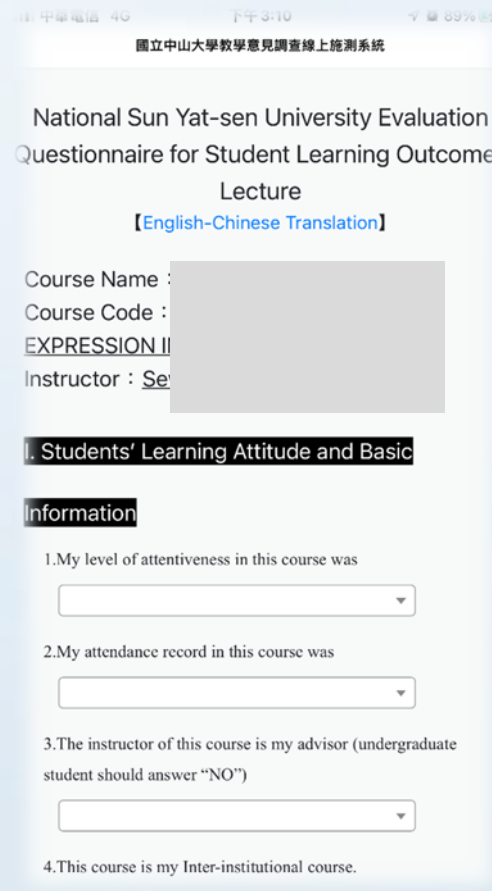 中華電信 4G 下午3:10 89%
國立中山大學教學意見調查線上施測系統
National Sun Yat-sen University Evaluation
Questionnaire for Student Learning Outcome
Lecture
【English-Chinese Translation】
Course Name：
Course Code：
EXPRESSION
Instructor：
I. Students' Learning Attitude and Basic
Information
1.My level of attentiveness in this course was
2.My attendance record in this course was
3.The instructor of this course is my advisor (undergraduate
student should answer “NO”)
4.This course is my Inter-institutional course.